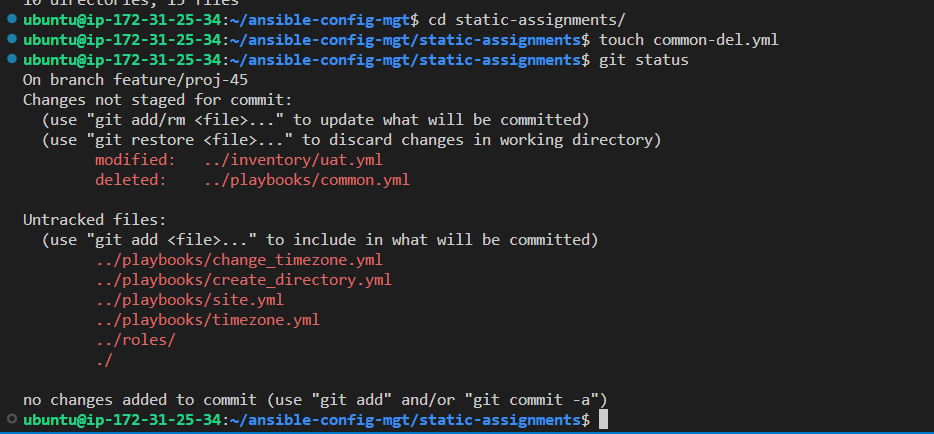 10 directories, 15 files
ubuntu@ip-172-31-25-34:~/ansible-config-mgt$ cd static-assignments/
ubuntu@ip-172-31-25-34:~/ansible-config-mgt/static-assignments$ touch common-del.yml
ubuntu@ip-172-31-25-34:~/ansible-config-mgt/static-assignments$ git status
On branch feature/proj-45
Changes not staged for commit:
  (use "git add/rm <file>..." to update what will be committed)
  (use "git restore <file>..." to discard changes in working directory)
        modified:   ../inventory/uat.yml
        deleted:    ../playbooks/common.yml

Untracked files:
  (use "git add <file>..." to include in what will be committed)
        ../playbooks/change_timezone.yml
        ../playbooks/create_directory.yml
        ../playbooks/site.yml
        ../playbooks/timezone.yml
        ../roles/
        ./

no changes added to commit (use "git add" and/or "git commit -a")
ubuntu@ip-172-31-25-34:~/ansible-config-mgt/static-assignments$